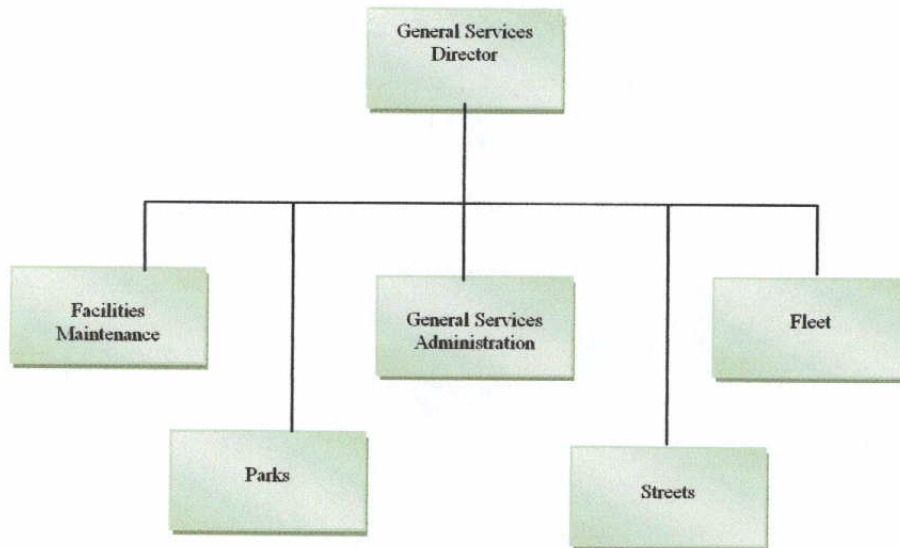 General Services
Director
Facilities
Maintenance
General Services
Administration
Fleet
Parks
Streets